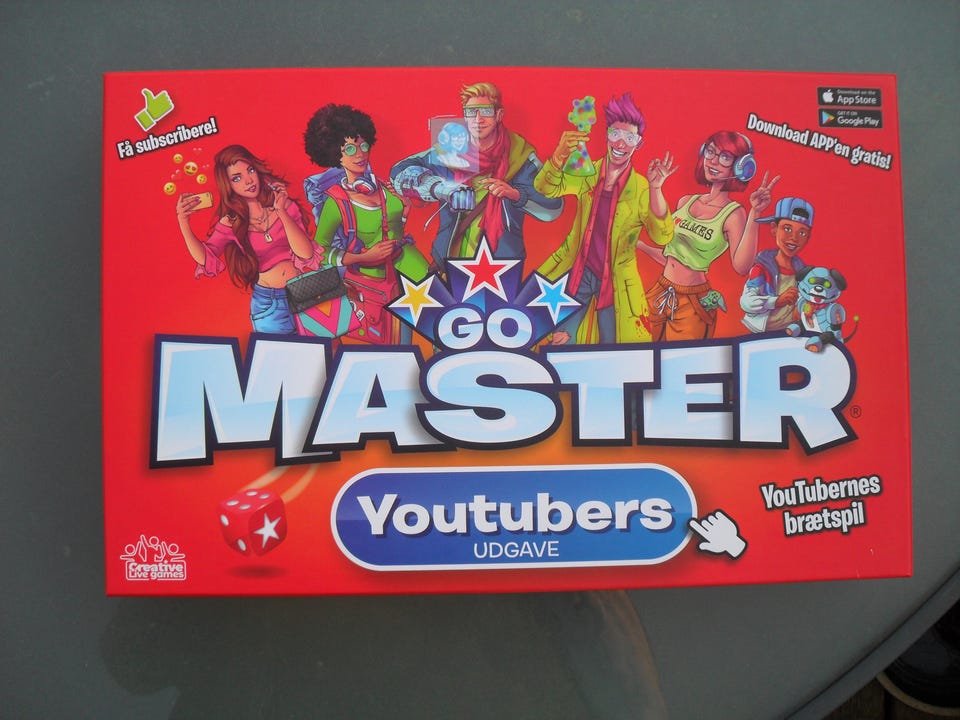 Få subscribere!
Download on the
App Store
GET IT ON
Google Play
Download APP'en gratis!
I ♥ GAMES
GO
MASTER®
Youtubers
UDGAVE
YouTubernes
brætspil
Creative
Live games